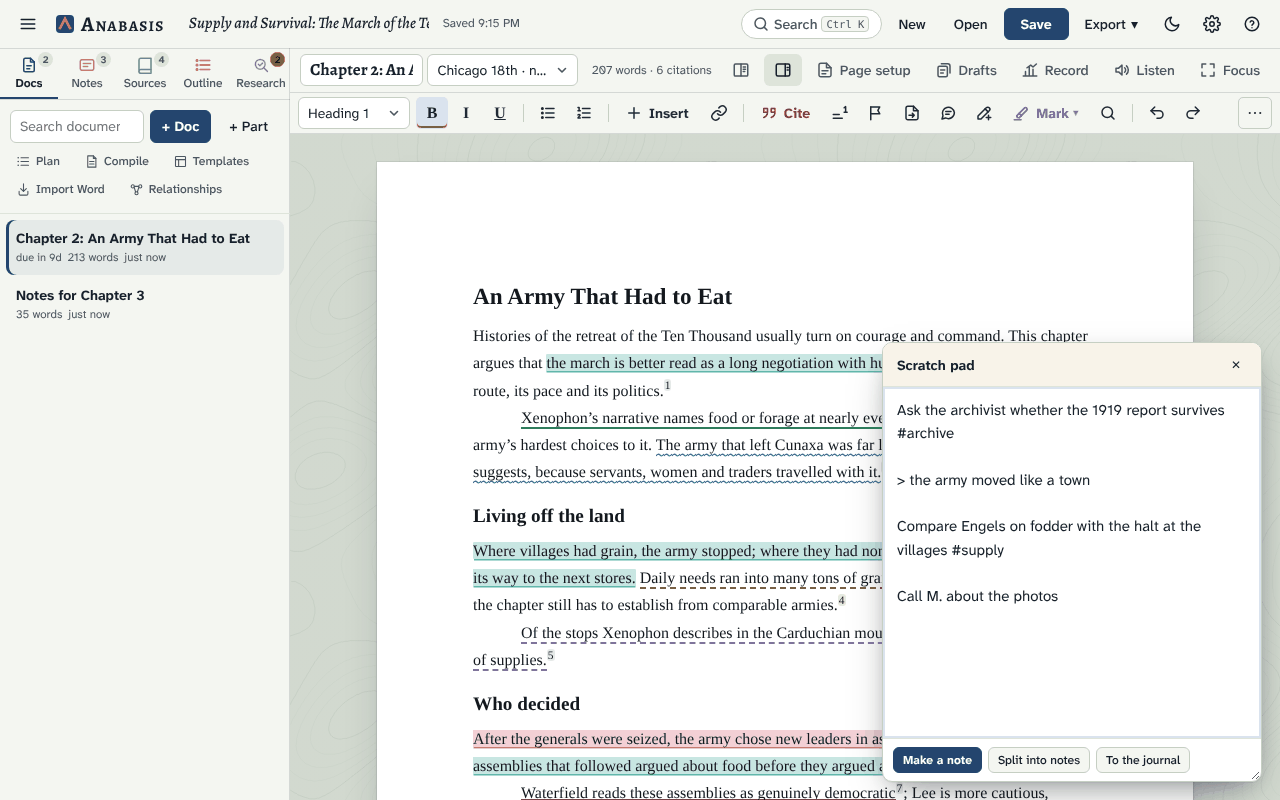 ANABASIS
Supply and Survival: The March of the Te
Saved 9:15 PM
Search Ctrl K
New
Open
Save
Export ▾
Docs 2
Notes 3
Sources 4
Outline
Research 2
Chapter 2: An A
Chicago 18th · n...
207 words · 6 citations
Page setup
Drafts
Record
Listen
Focus
Heading 1
B I U
Insert
Cite
Mark ▾
Search documer
+ Doc
+ Part
Plan
Compile
Templates
Import Word
Relationships
Chapter 2: An Army That Had to Eat
due in 9d 213 words just now
Notes for Chapter 3
35 words just now
An Army That Had to Eat
Histories of the retreat of the Ten Thousand usually turn on courage and command. This chapter
argues that the march is better read as a long negotiation with hu
route, its pace and its politics.1
Xenophon’s narrative names food or forage at nearly eve
army’s hardest choices to it. The army that left Cunaxa was far l
suggests, because servants, women and traders travelled with it.
Living off the land
Where villages had grain, the army stopped; where they had non
its way to the next stores. Daily needs ran into many tons of gra
the chapter still has to establish from comparable armies.4
Of the stops Xenophon describes in the Carduchian mou
of supplies.5
Who decided
After the generals were seized, the army chose new leaders in as
assemblies that followed argued about food before they argued a
Waterfield reads these assemblies as genuinely democratic7; Lee is more cautious,
Scratch pad
×
Ask the archivist whether the 1919 report survives
#archive
> the army moved like a town
Compare Engels on fodder with the halt at the
villages #supply
Call M. about the photos
Make a note
Split into notes
To the journal